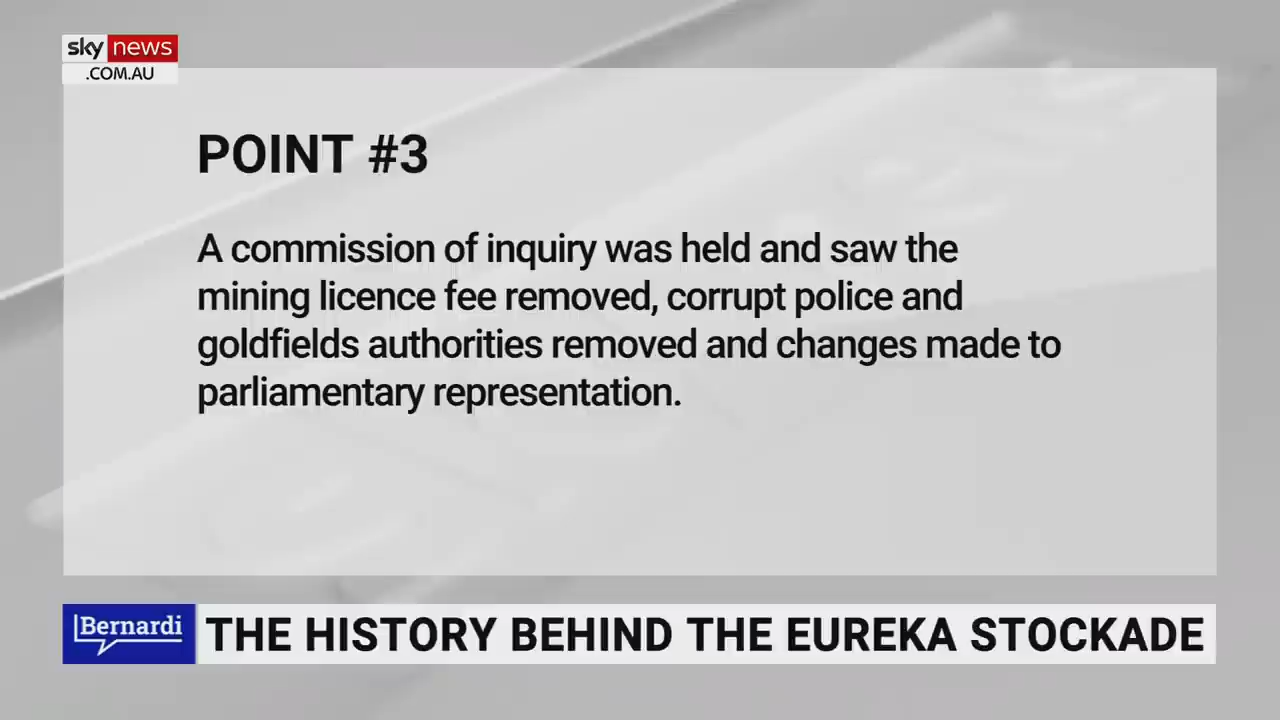 sky news
.COM.AU
POINT #3
A commission of inquiry was held and saw the
mining licence fee removed, corrupt police and
goldfields authorities removed and changes made to
parliamentary representation.
Bernardi
THE HISTORY BEHIND THE EUREKA STOCKADE